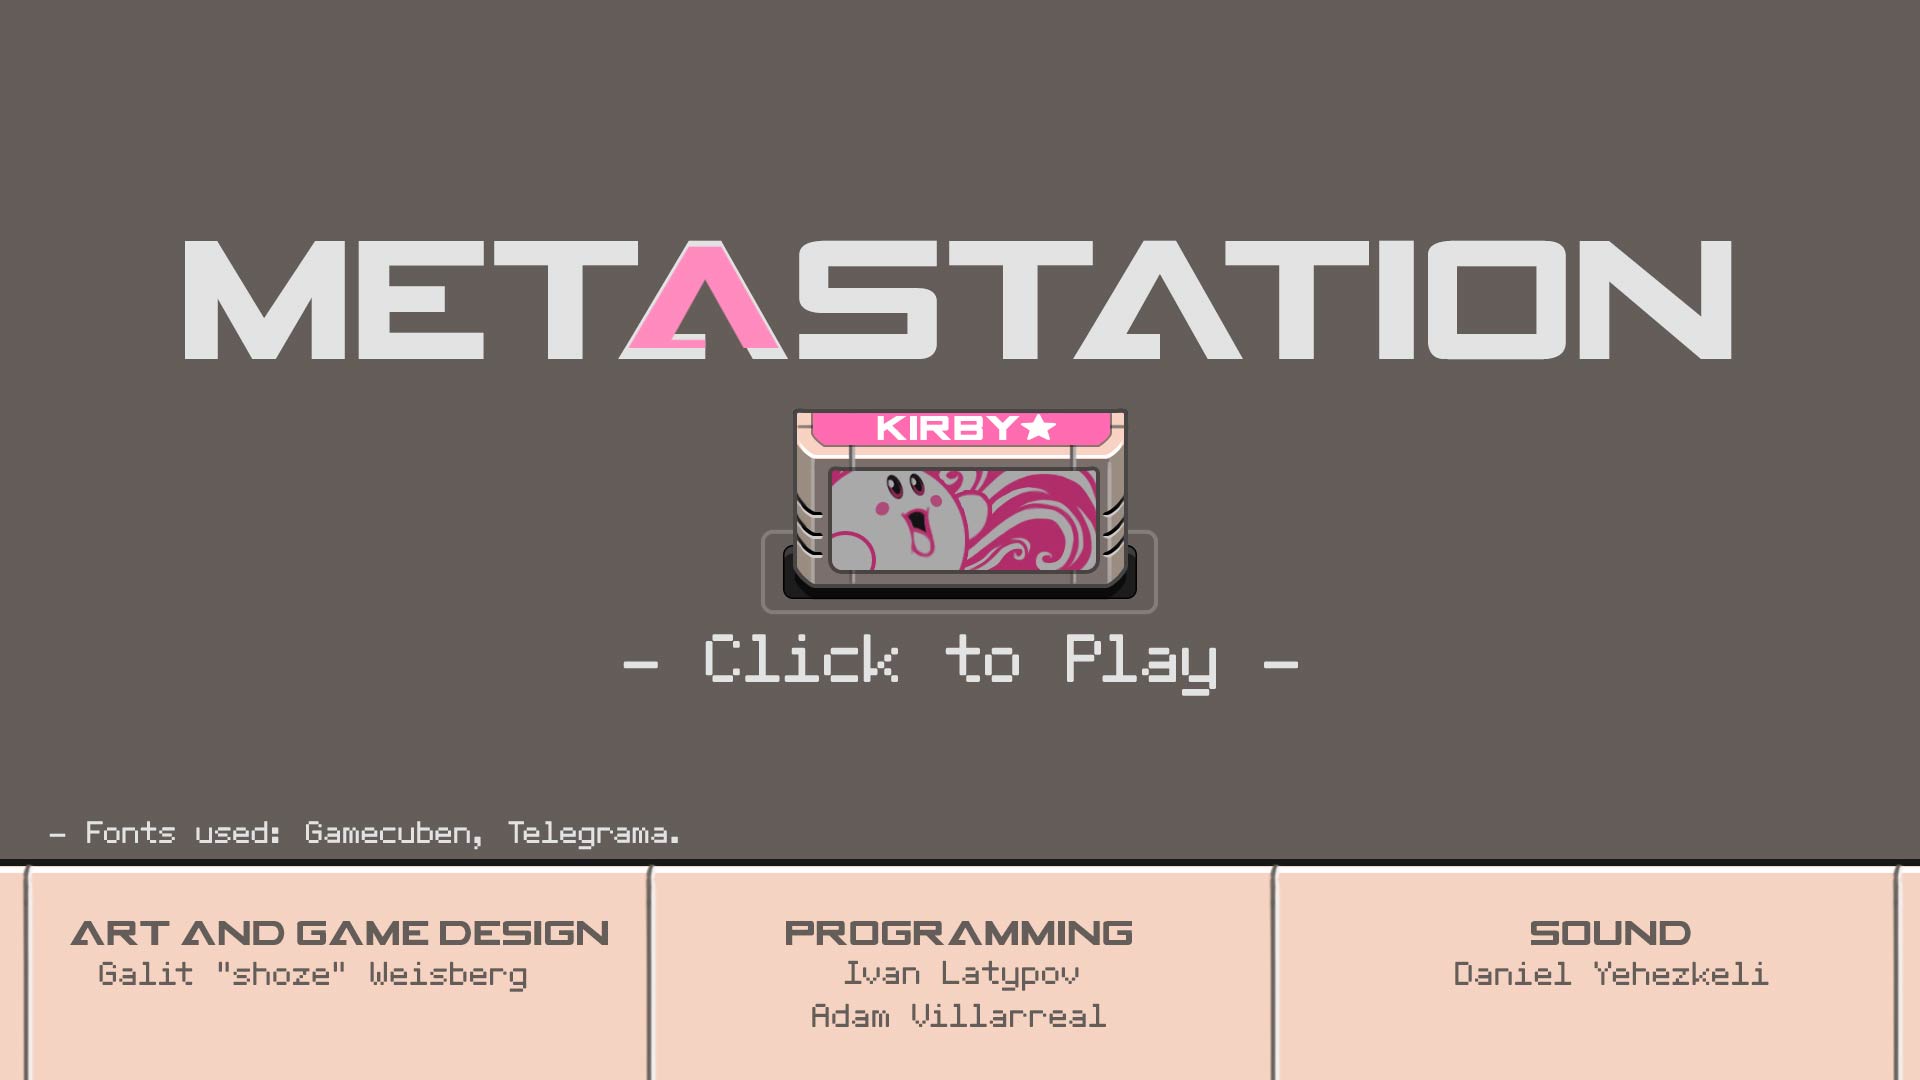 METASTATION
KIRBY★
- Click to Play -
- Fonts used: Gamecuben, Telegrama.
ART AND GAME DESIGN
Galit "shoze" Weisberg
PROGRAMMING
Ivan Latypov
Adam Villarreal
SOUND
Daniel Yehezkeli